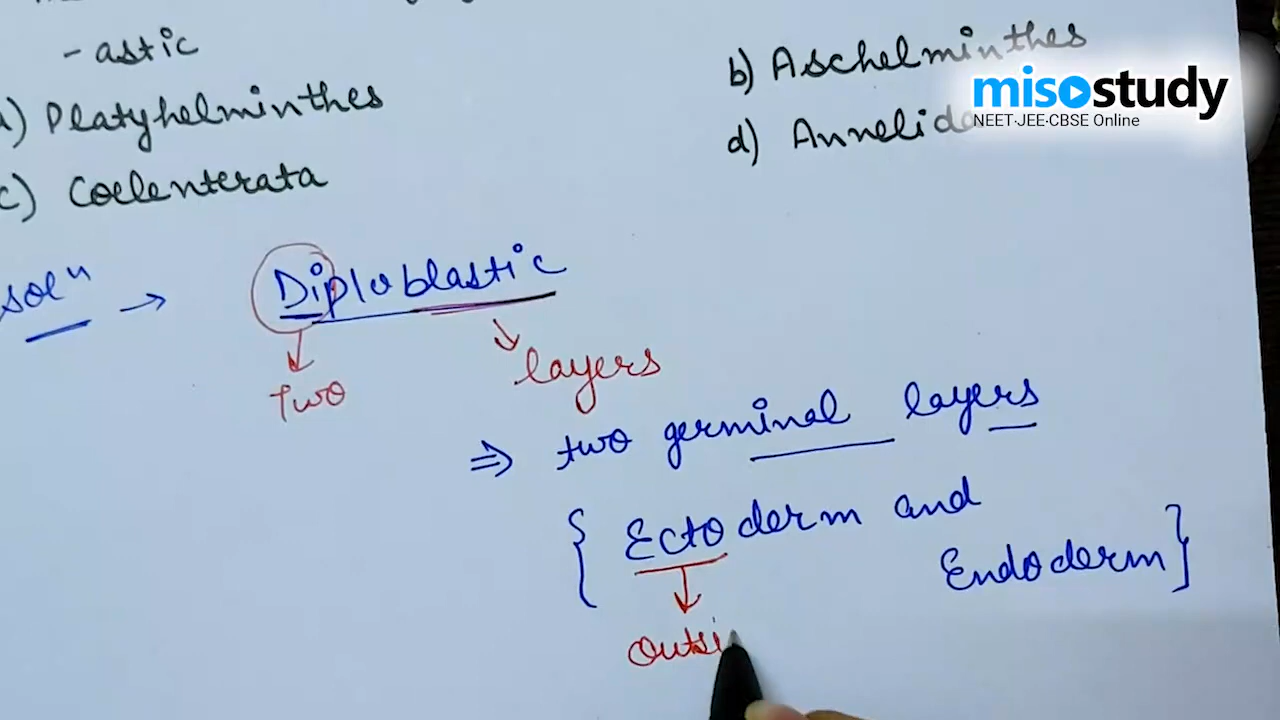 -astic
a) Platyhelminthes
b) Aschelminthes
c) Coelenterata
d) Annelida
misostudy
NEET-JEE-CBSE Online
solⁿ → Diploblastic
two
layers
⇒ two germinal layers
{ Ectoderm and
Endoderm }
outsi